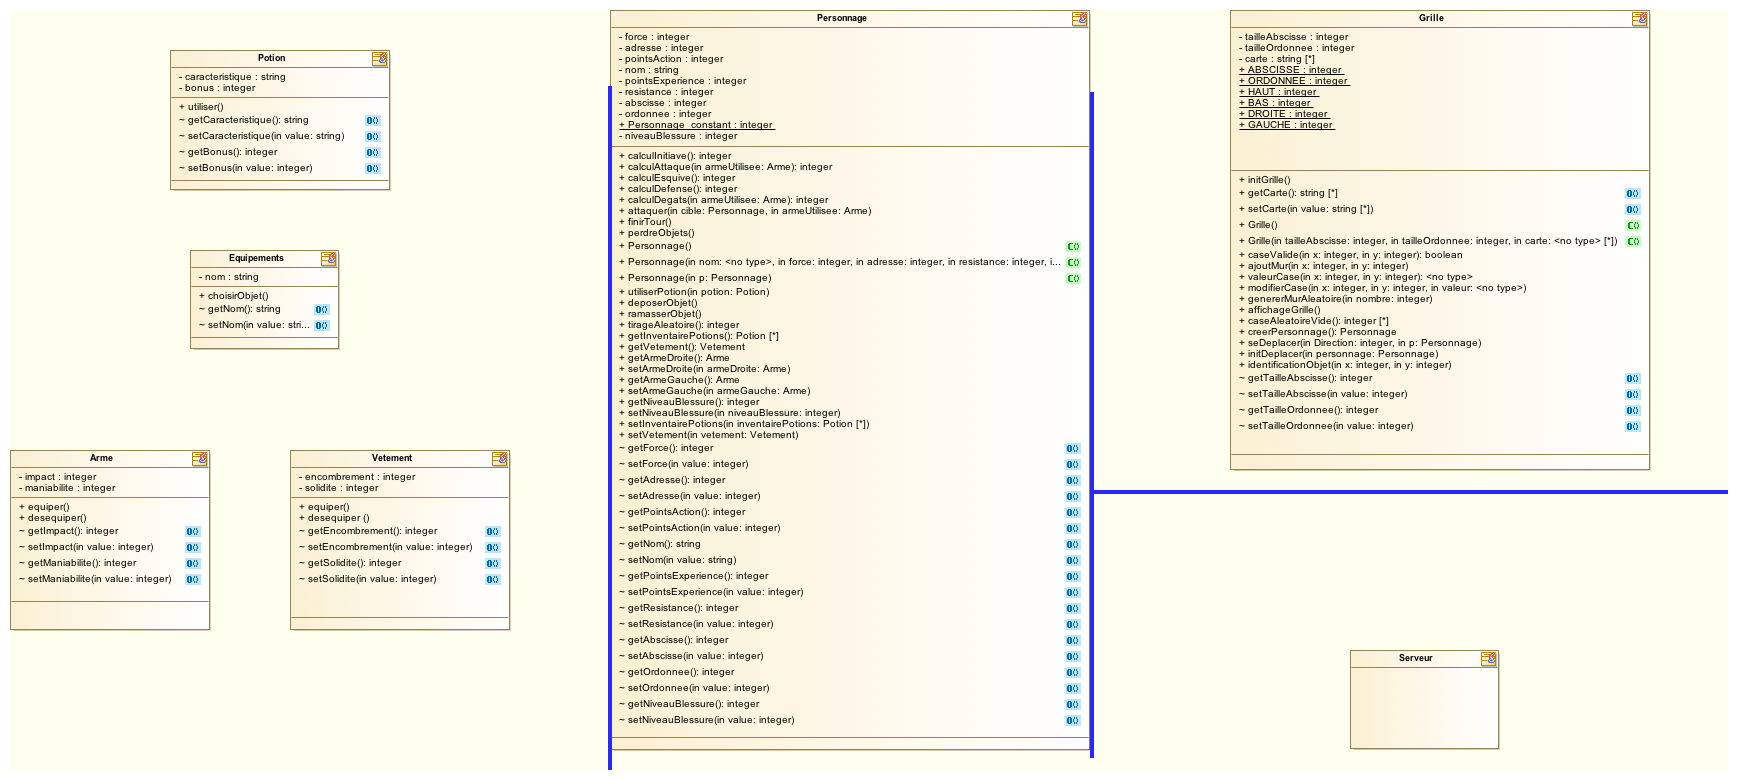 Potion
- caracteristique : string
- bonus : integer
+ utiliser()
~ getCaracteristique(): string
~ setCaracteristique(in value: string)
~ getBonus(): integer
~ setBonus(in value: integer)
Equipements
- nom : string
+ choisirObjet()
~ getNom(): string
~ setNom(in value: stri...
Arme
- impact : integer
- maniabilite : integer
+ equiper()
+ desequiper()
~ getImpact(): integer
~ setImpact(in value: integer)
~ getManiabilite(): integer
~ setManiabilite(in value: integer)
Vetement
- encombrement : integer
- solidite : integer
+ equiper()
+ desequiper ()
~ getEncombrement(): integer
~ setEncombrement(in value: integer)
~ getSolidite(): integer
~ setSolidite(in value: integer)
Personnage
- force : integer
- adresse : integer
- pointsAction : integer
- nom : string
- pointsExperience : integer
- resistance : integer
- abscisse : integer
- ordonnee : integer
+ Personnage_constant : integer
- niveauBlessure : integer
+ calculInitiave(): integer
+ calculAttaque(in armeUtilisee: Arme): integer
+ calculEsquive(): integer
+ calculDefense(): integer
+ calculDegats(in armeUtilisee: Arme): integer
+ attaquer(in cible: Personnage, in armeUtilisee: Arme)
+ finirTour()
+ perdreObjets()
+ Personnage()
+ Personnage(in nom: <no type>, in force: integer, in adresse: integer, in resistance: integer, i...
+ Personnage(in p: Personnage)
+ utiliserPotion(in potion: Potion)
+ deposerObjet()
+ ramasserObjet()
+ tirageAleatoire(): integer
+ getInventairePotions(): Potion [*]
+ getVetement(): Vetement
+ getArmeDroite(): Arme
+ setArmeDroite(in armeDroite: Arme)
+ getArmeGauche(): Arme
+ setArmeGauche(in armeGauche: Arme)
+ getNiveauBlessure(): integer
+ setNiveauBlessure(in niveauBlessure: integer)
+ setInventairePotions(in inventairePotions: Potion [*])
+ setVetement(in vetement: Vetement)
~ getForce(): integer
~ setForce(in value: integer)
~ getAdresse(): integer
~ setAdresse(in value: integer)
~ getPointsAction(): integer
~ setPointsAction(in value: integer)
~ getNom(): string
~ setNom(in value: string)
~ getPointsExperience(): integer
~ setPointsExperience(in value: integer)
~ getResistance(): integer
~ setResistance(in value: integer)
~ getAbscisse(): integer
~ setAbscisse(in value: integer)
~ getOrdonnee(): integer
~ setOrdonnee(in value: integer)
~ getNiveauBlessure(): integer
~ setNiveauBlessure(in value: integer)
Grille
- tailleAbscisse : integer
- tailleOrdonnee : integer
- carte : string [*]
+ ABSCISSE : integer
+ ORDONNEE : integer
+ HAUT : integer
+ BAS : integer
+ DROITE : integer
+ GAUCHE : integer
+ initGrille()
+ getCarte(): string [*]
+ setCarte(in value: string [*])
+ Grille()
+ Grille(in tailleAbscisse: integer, in tailleOrdonnee: integer, in carte: <no type> [*])
+ caseValide(in x: integer, in y: integer): boolean
+ ajoutMur(in x: integer, in y: integer)
+ valeurCase(in x: integer, in y: integer): <no type>
+ modifierCase(in x: integer, in y: integer, in valeur: <no type>)
+ genererMurAleatoire(in nombre: integer)
+ affichageGrille()
+ caseAleatoireVide(): integer [*]
+ creerPersonnage(): Personnage
+ seDeplacer(in Direction: integer, in p: Personnage)
+ initDeplacer(in personnage: Personnage)
+ identificationObjet(in x: integer, in y: integer)
~ getTailleAbscisse(): integer
~ setTailleAbscisse(in value: integer)
~ getTailleOrdonnee(): integer
~ setTailleOrdonnee(in value: integer)
Serveur